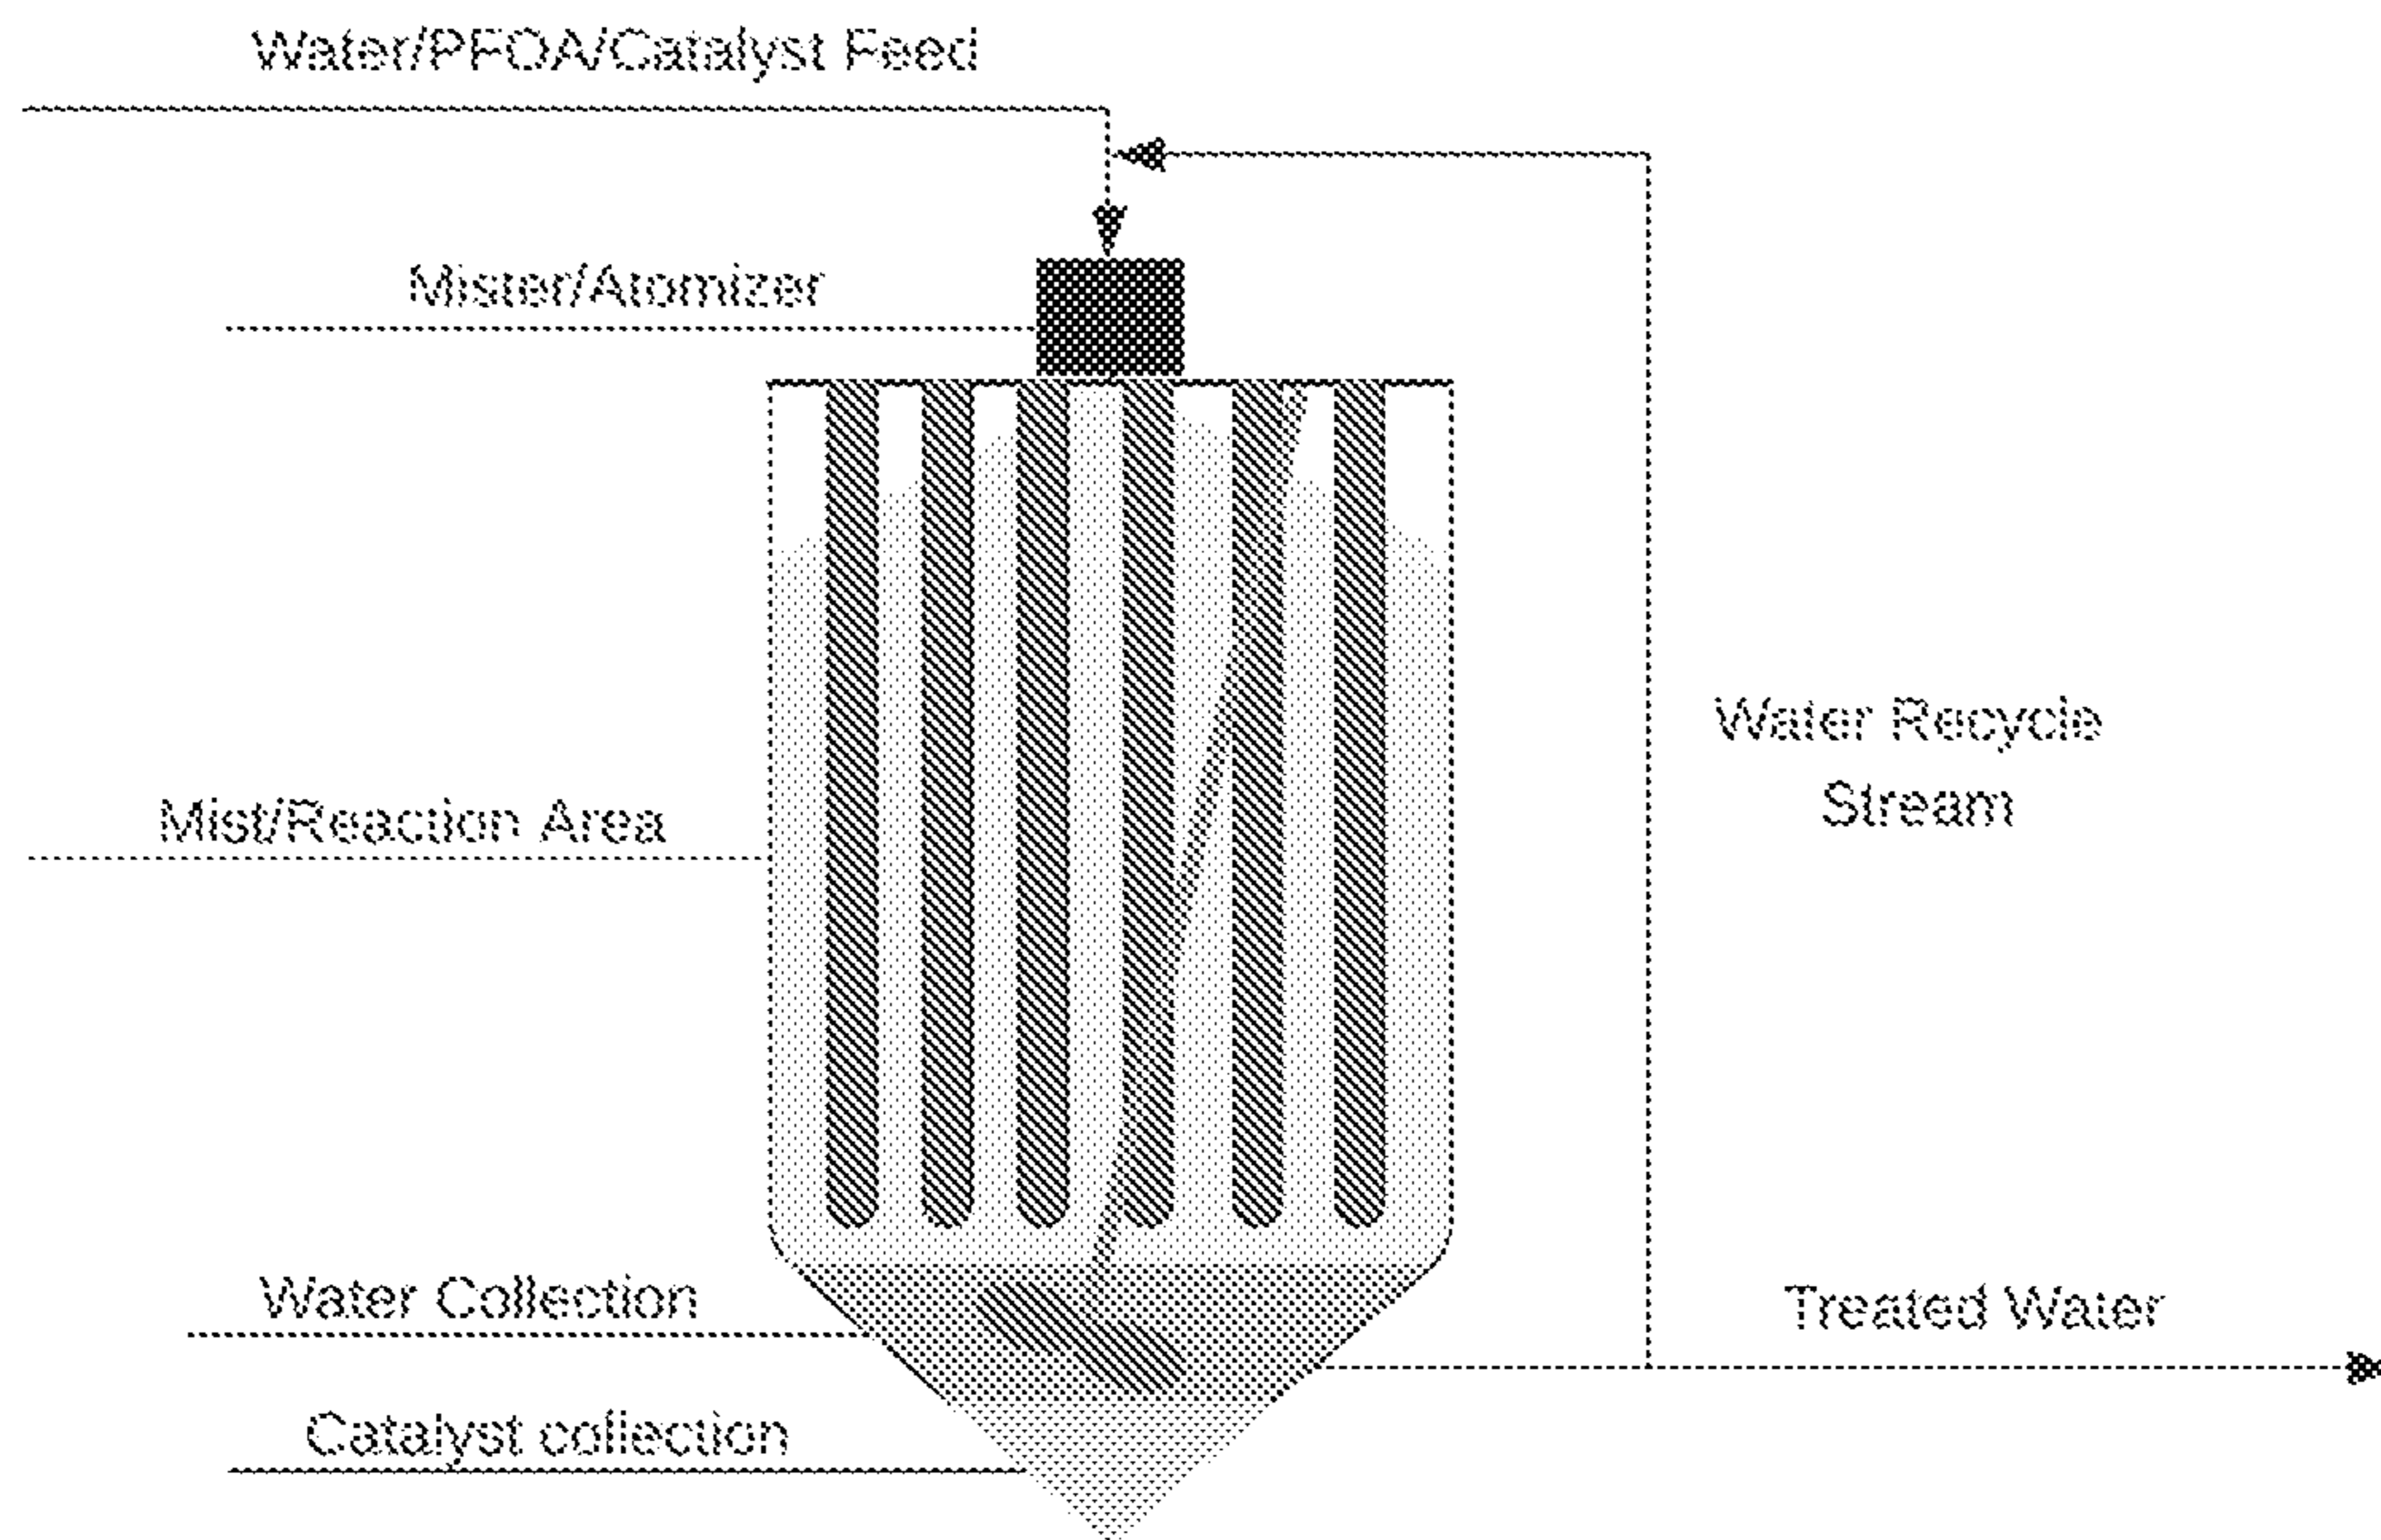 Water/PFOA/Catalyst Feed
Mister/Atomizer
Mist/Reaction Area
Water Recycle
Stream
Water Collection
Treated Water
Catalyst collection